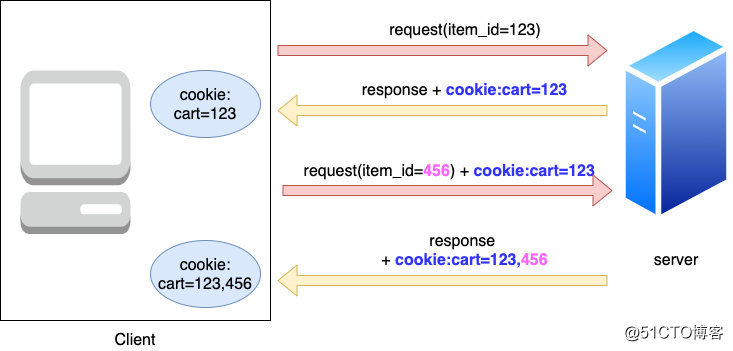 request(item_id=123)
cookie:
cart=123
response + cookie:cart=123
request(item_id=456) + cookie:cart=123
cookie:
cart=123,456
response
+ cookie:cart=123,456
server
Client
@51CTO博客